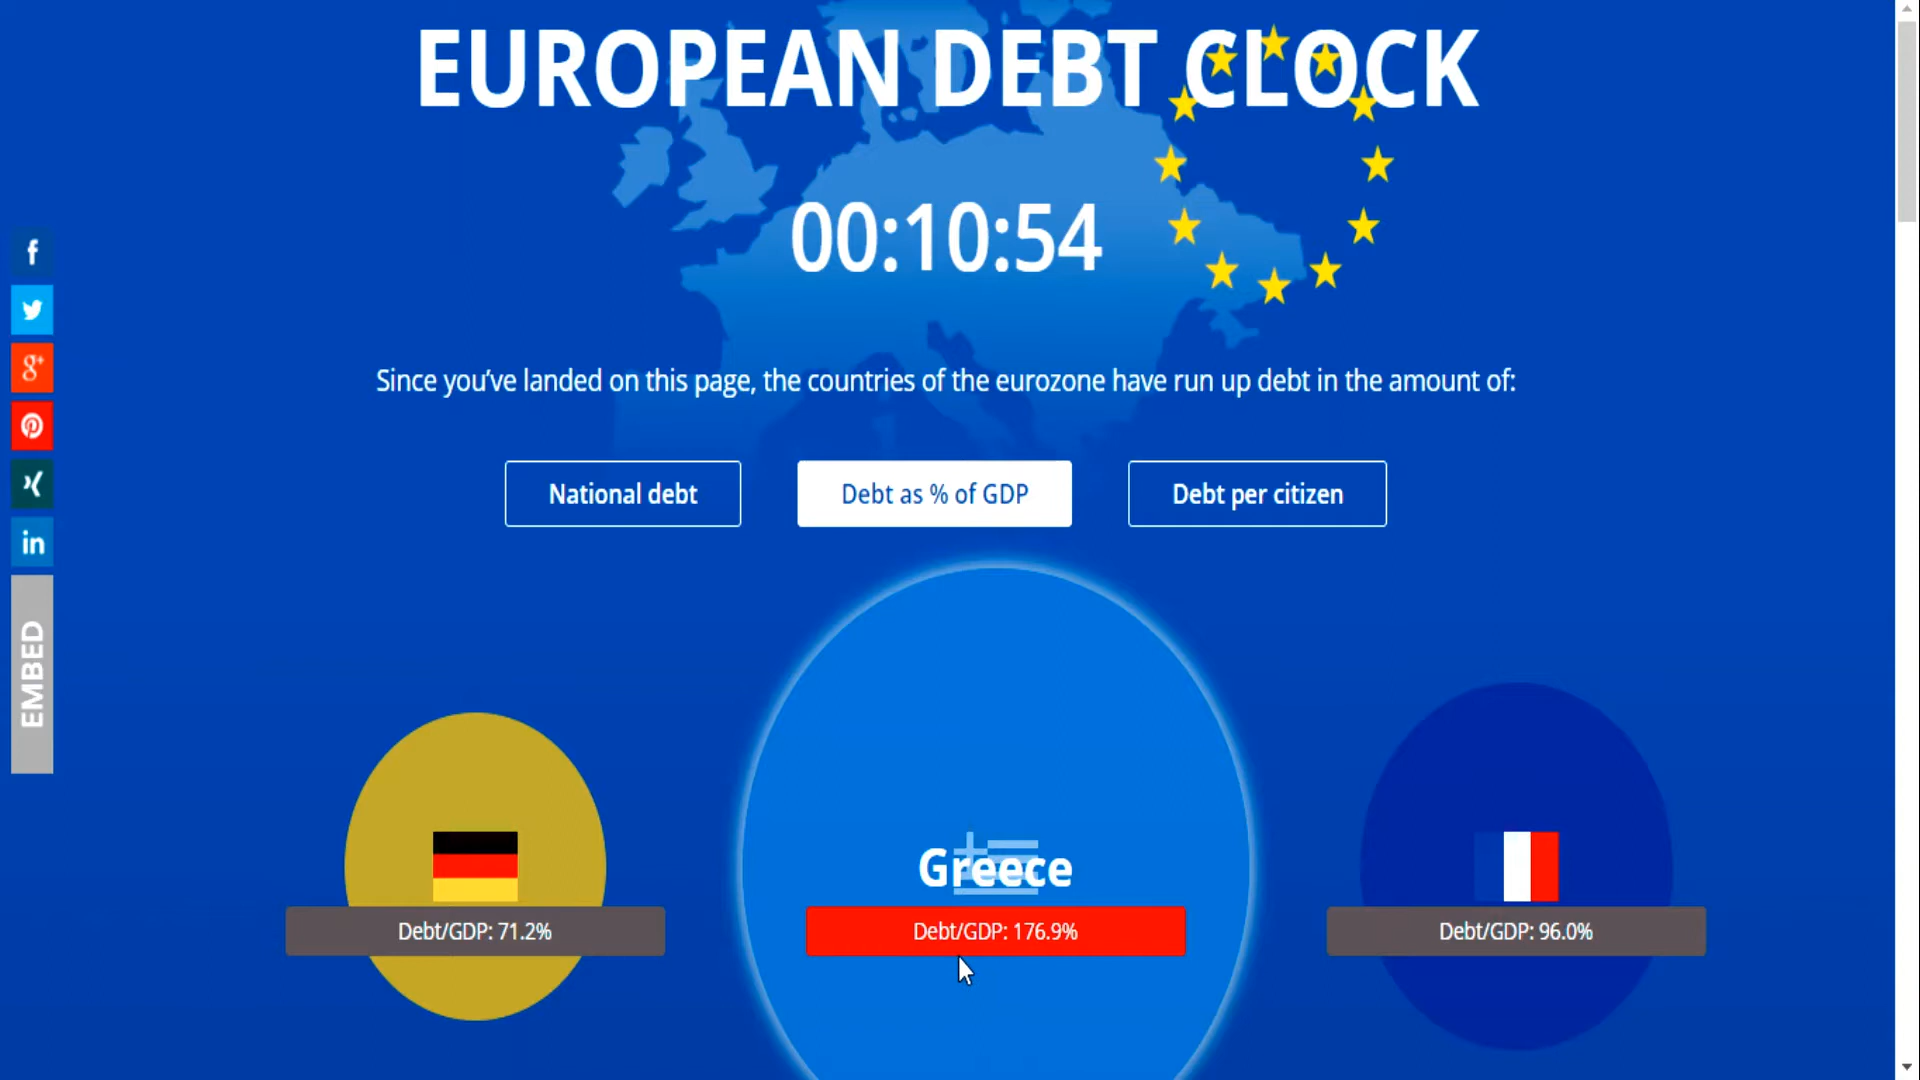 EUROPEAN DEBT CLOCK
00:10:54
Since you've landed on this page, the countries of the eurozone have run up debt in the amount of:
National debt
Debt as % of GDP
Debt per citizen
f
g+
in
EMBED
Greece
Debt/GDP: 71.2%
Debt/GDP: 176.9%
Debt/GDP: 96.0%